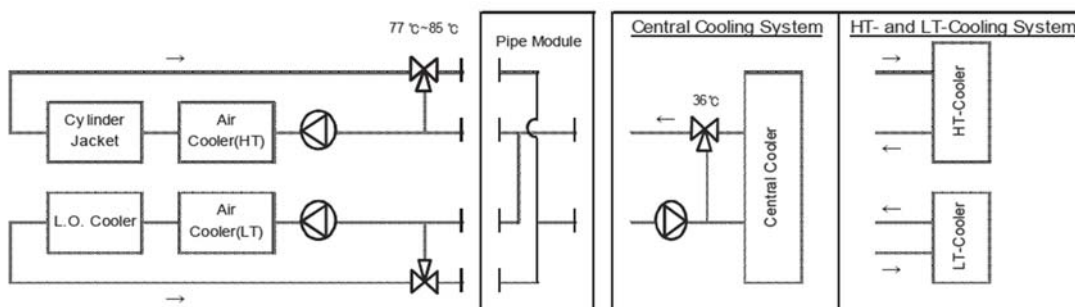 77 ℃~85 ℃
Pipe Module
Central Cooling System
HT- and LT-Cooling System
Cylinder
Jacket
Air
Cooler(HT)
36℃
Central Cooler
HT-Cooler
L.O. Cooler
Air
Cooler(LT)
LT-Cooler